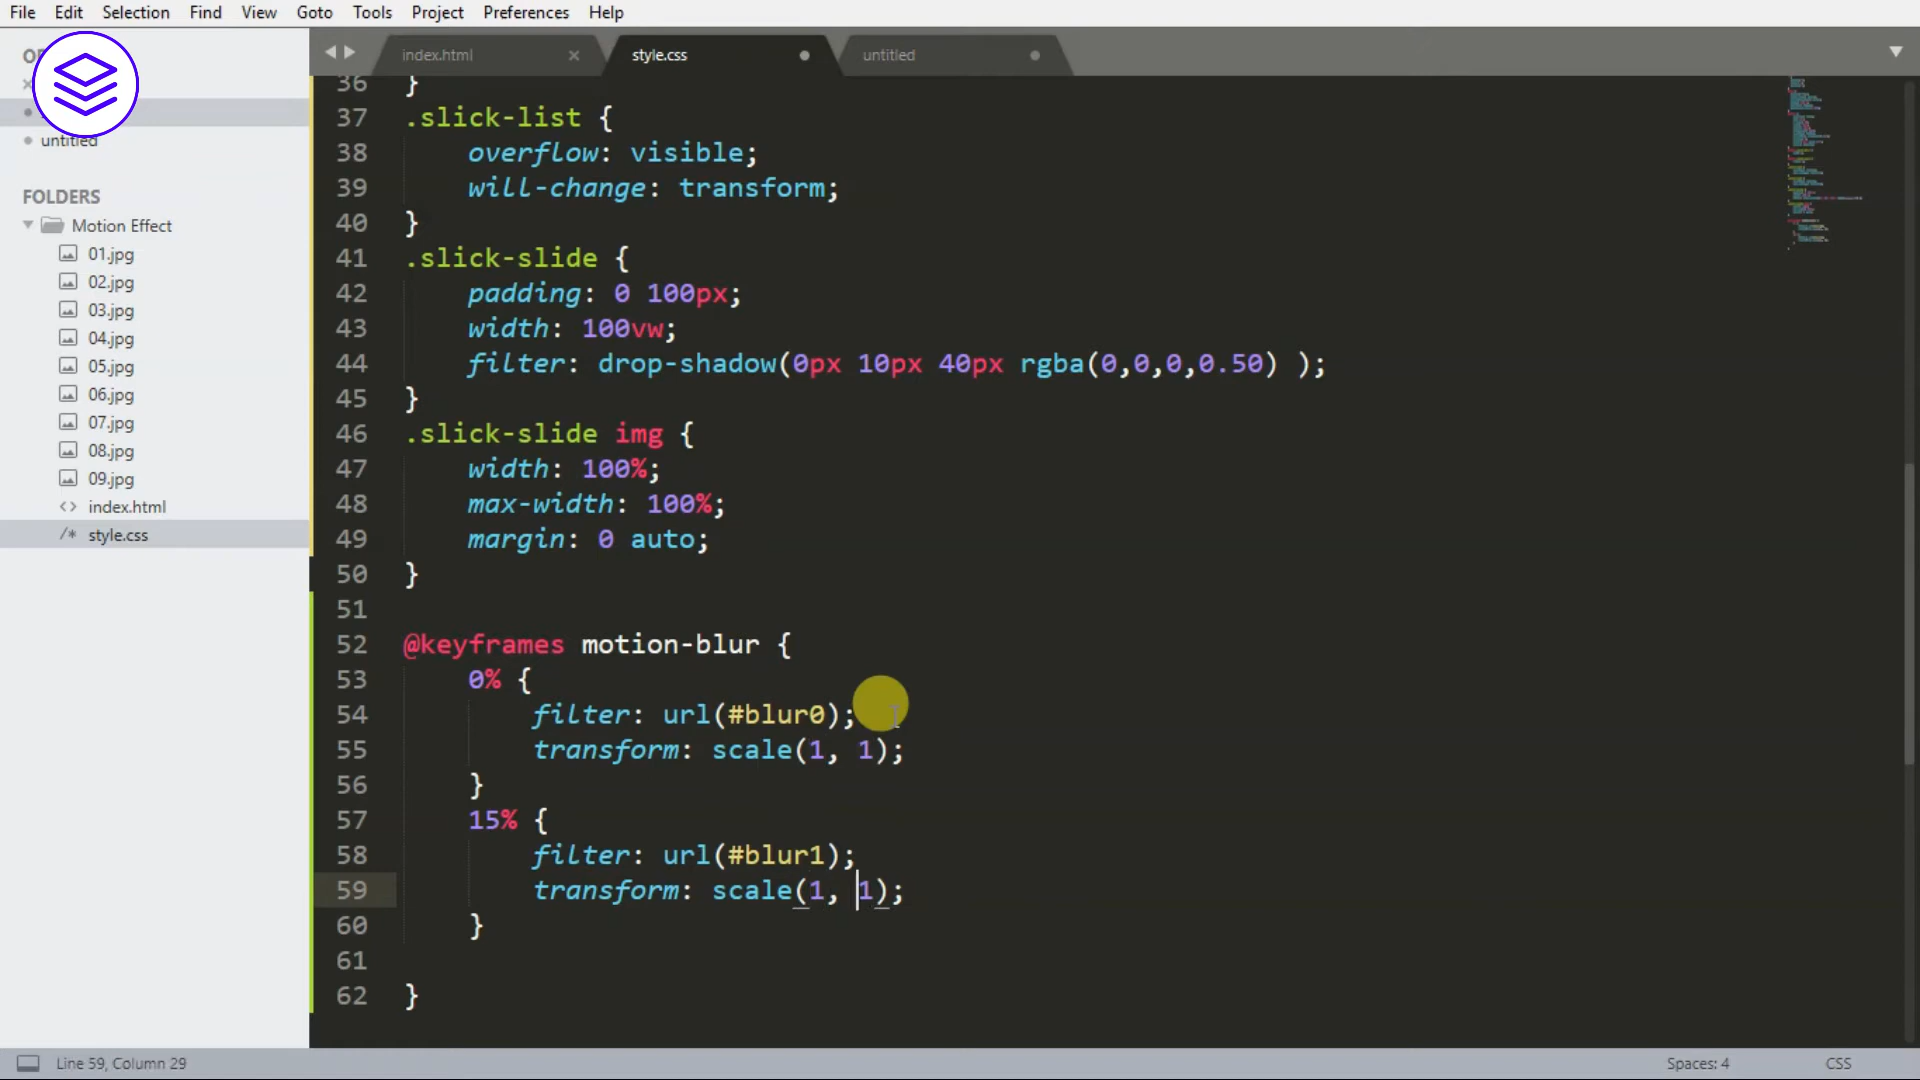 File Edit Selection Find View Goto Tools Project Preferences Help
index.html × style.css untitled
untitled
FOLDERS
Motion Effect
01.jpg
02.jpg
03.jpg
04.jpg
05.jpg
06.jpg
07.jpg
08.jpg
09.jpg
<> index.html
/* style.css
36 }
37 .slick-list {
38 overflow: visible;
39 will-change: transform;
40 }
41 .slick-slide {
42 padding: 0 100px;
43 width: 100vw;
44 filter: drop-shadow(0px 10px 40px rgba(0,0,0,0.50) );
45 }
46 .slick-slide img {
47 width: 100%;
48 max-width: 100%;
49 margin: 0 auto;
50 }
51
52 @keyframes motion-blur {
53 0% {
54 filter: url(#blur0);
55 transform: scale(1, 1);
56 }
57 15% {
58 filter: url(#blur1);
59 transform: scale(1, 1);
60 }
61
62 }
Line 59, Column 29 Spaces: 4 CSS